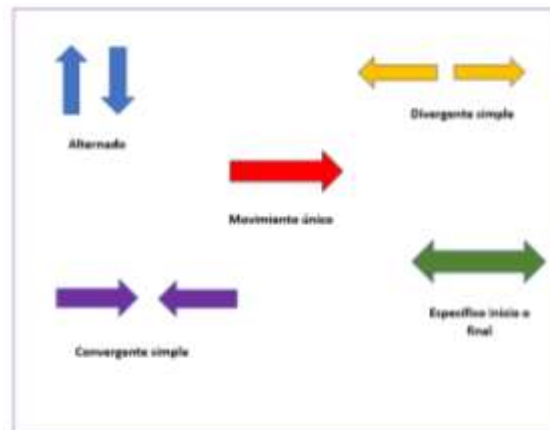 Alternado
Divergente simple
Movimiento único
Convergente simple
Específico inicio o
final